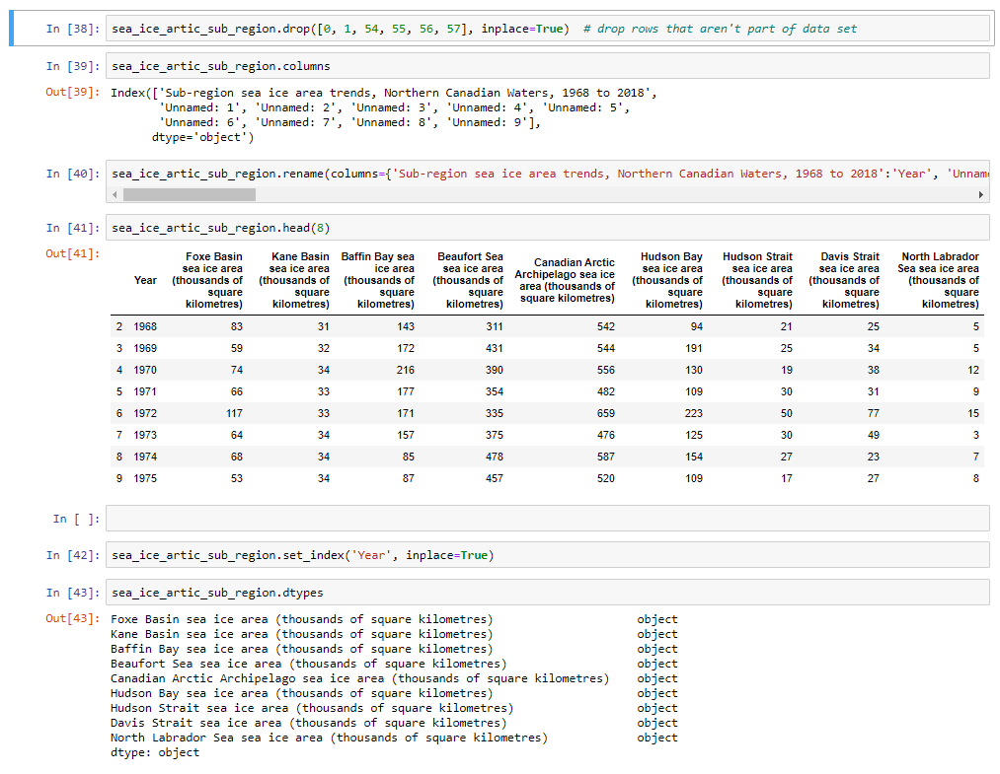 In [38]: sea_ice_artic_sub_region.drop([0, 1, 54, 55, 56, 57], inplace=True)  # drop rows that aren't part of data set
In [39]: sea_ice_artic_sub_region.columns
Out[39]: Index(['Sub-region sea ice area trends, Northern Canadian Waters, 1968 to 2018',
'Unnamed: 1', 'Unnamed: 2', 'Unnamed: 3', 'Unnamed: 4', 'Unnamed: 5',
'Unnamed: 6', 'Unnamed: 7', 'Unnamed: 8', 'Unnamed: 9'],
dtype='object')
In [40]: sea_ice_artic_sub_region.rename(columns={'Sub-region sea ice area trends, Northern Canadian Waters, 1968 to 2018':'Year', 'Unnam
In [41]: sea_ice_artic_sub_region.head(8)
Out[41]:
Year
Foxe Basin
sea ice area
(thousands of
square
kilometres)
Kane Basin
sea ice area
(thousands of
square
kilometres)
Baffin Bay sea
ice area
(thousands of
square
kilometres)
Beaufort Sea
sea ice area
(thousands of
square
kilometres)
Canadian Arctic
Archipelago sea ice
area (thousands of
square kilometres)
Hudson Bay
sea ice area
(thousands of
square
kilometres)
Hudson Strait
sea ice area
(thousands of
square
kilometres)
Davis Strait
sea ice area
(thousands of
square
kilometres)
North Labrador
Sea sea ice area
(thousands of
square
kilometres)
2 1968 83 31 143 311 542 94 21 25 5
3 1969 59 32 172 431 544 191 25 34 5
4 1970 74 34 216 390 556 130 19 38 12
5 1971 66 33 177 354 482 109 30 31 9
6 1972 117 33 171 335 659 223 50 77 15
7 1973 64 34 157 375 476 125 30 49 3
8 1974 68 34 85 478 587 154 27 23 7
9 1975 53 34 87 457 520 109 17 27 8
In [ ]:
In [42]: sea_ice_artic_sub_region.set_index('Year', inplace=True)
In [43]: sea_ice_artic_sub_region.dtypes
Out[43]: Foxe Basin sea ice area (thousands of square kilometres) object
Kane Basin sea ice area (thousands of square kilometres) object
Baffin Bay sea ice area (thousands of square kilometres) object
Beaufort Sea sea ice area (thousands of square kilometres) object
Canadian Arctic Archipelago sea ice area (thousands of square kilometres) object
Hudson Bay sea ice area (thousands of square kilometres) object
Hudson Strait sea ice area (thousands of square kilometres) object
Davis Strait sea ice area (thousands of square kilometres) object
North Labrador Sea sea ice area (thousands of square kilometres) object
dtype: object